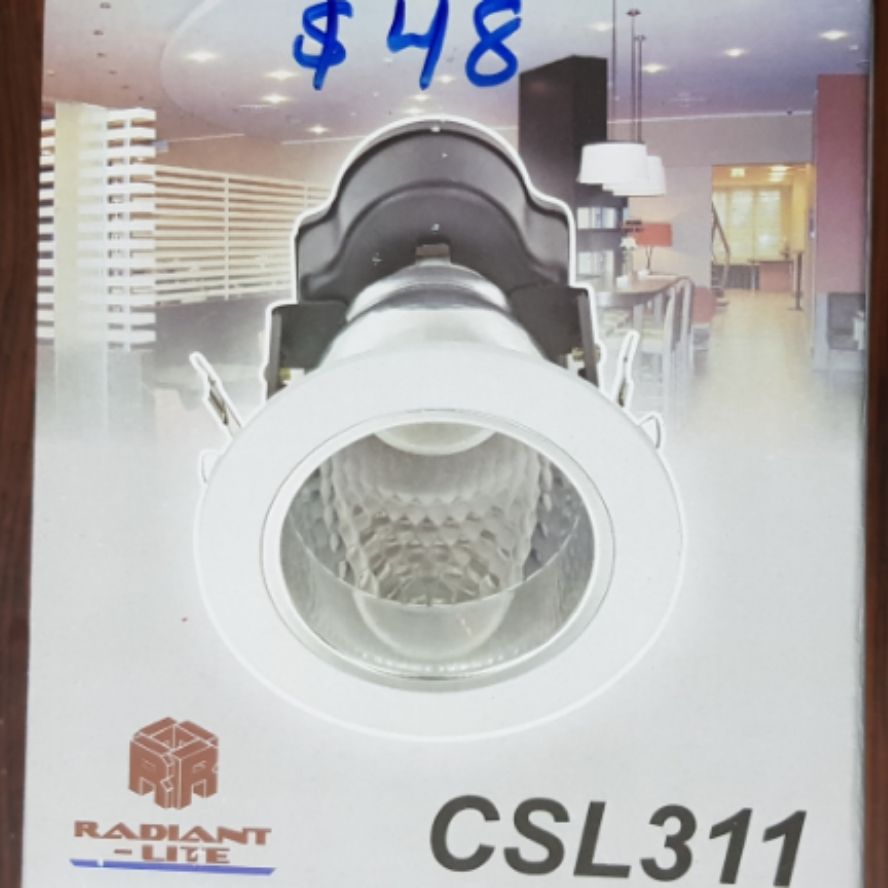 $48
RADIANT
-LITE
CSL311